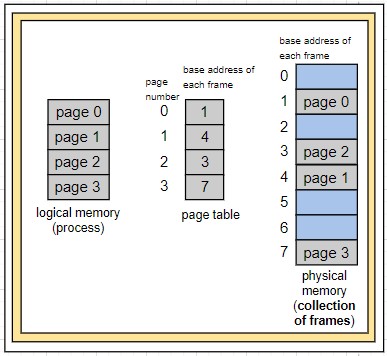 page 0
page 1
page 2
page 3
logical memory
(process)
page
number
0
1
2
3
base address of
each frame
1
4
3
7
page table
base address of
each frame
0
1 page 0
2
3 page 2
4 page 1
5
6
7 page 3
physical
memory
(collection
of frames)